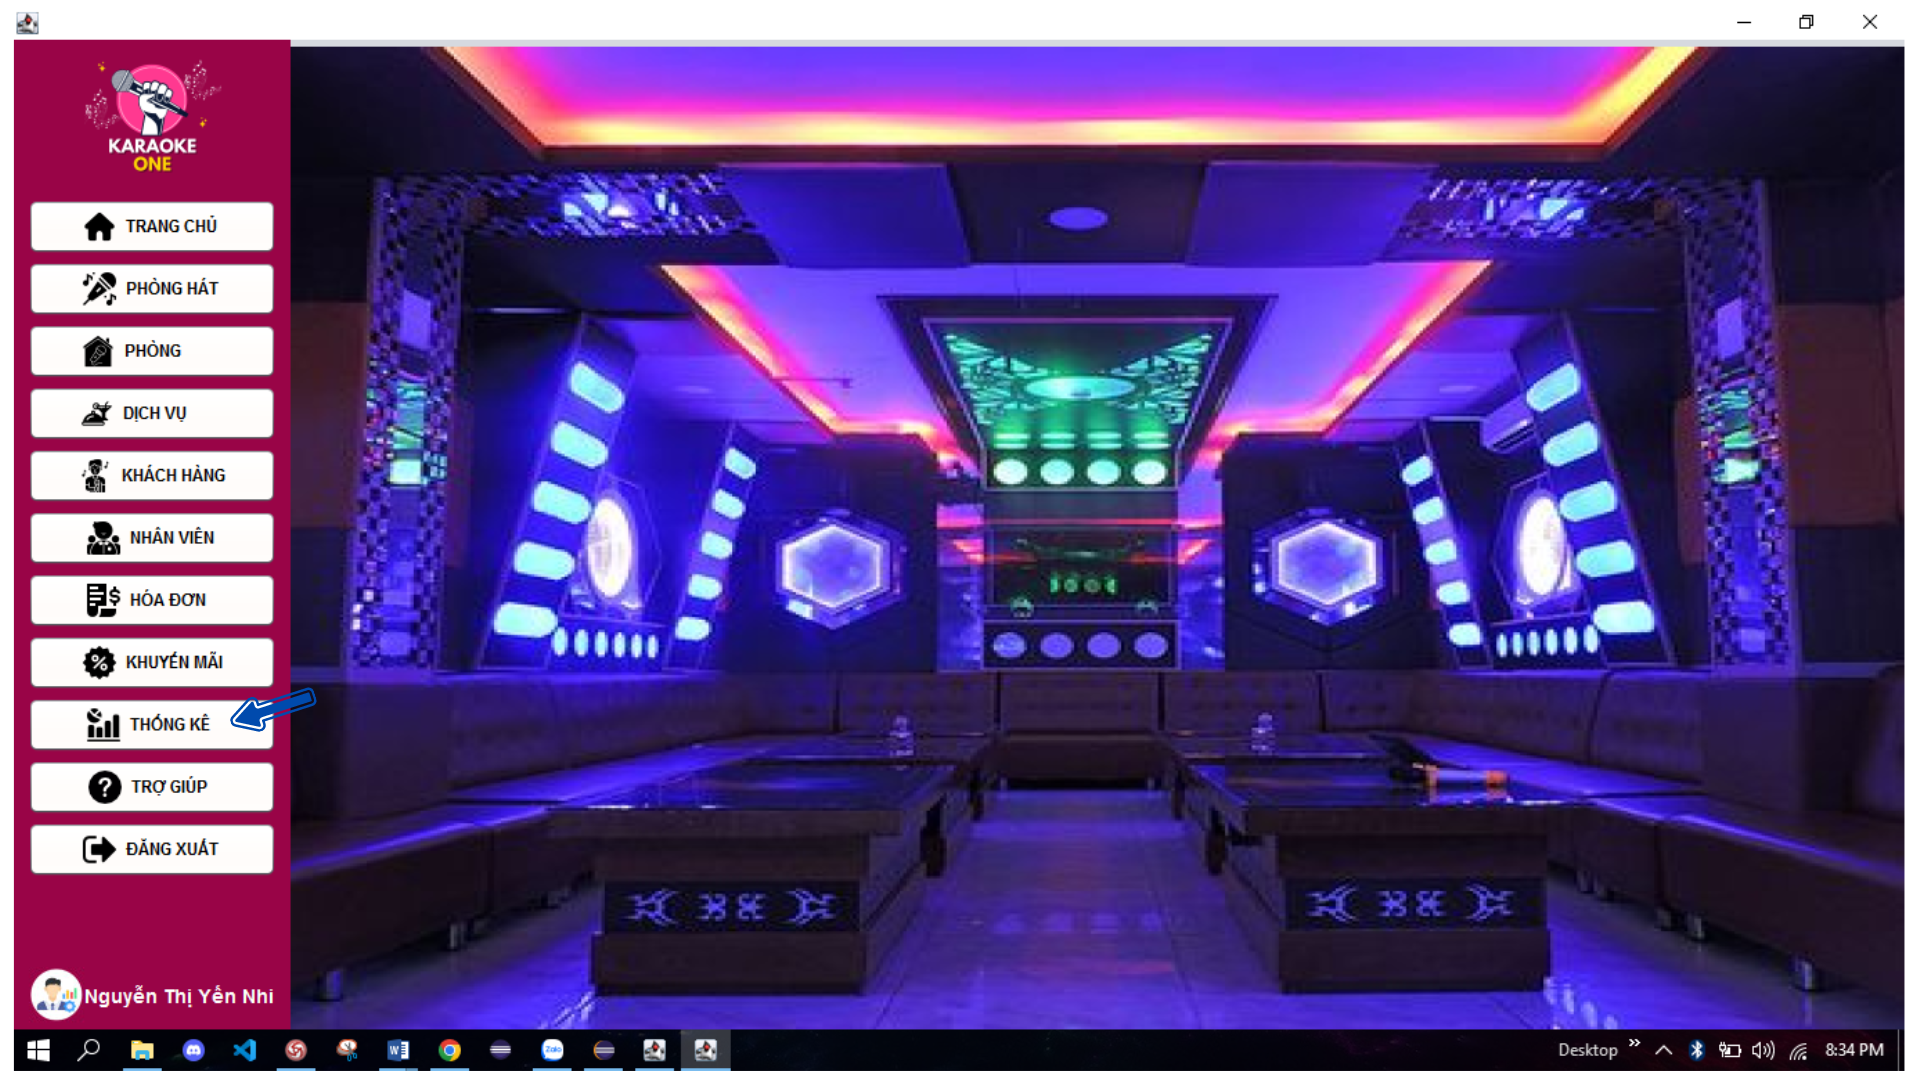 KARAOKE
ONE
TRANG CHỦ
PHÒNG HÁT
PHÒNG
DỊCH VỤ
KHÁCH HÀNG
NHÂN VIÊN
HÓA ĐƠN
KHUYẾN MÃI
THỐNG KÊ
TRỢ GIÚP
ĐĂNG XUẤT
Nguyễn Thị Yến Nhi
Zalo
Desktop
8:34 PM